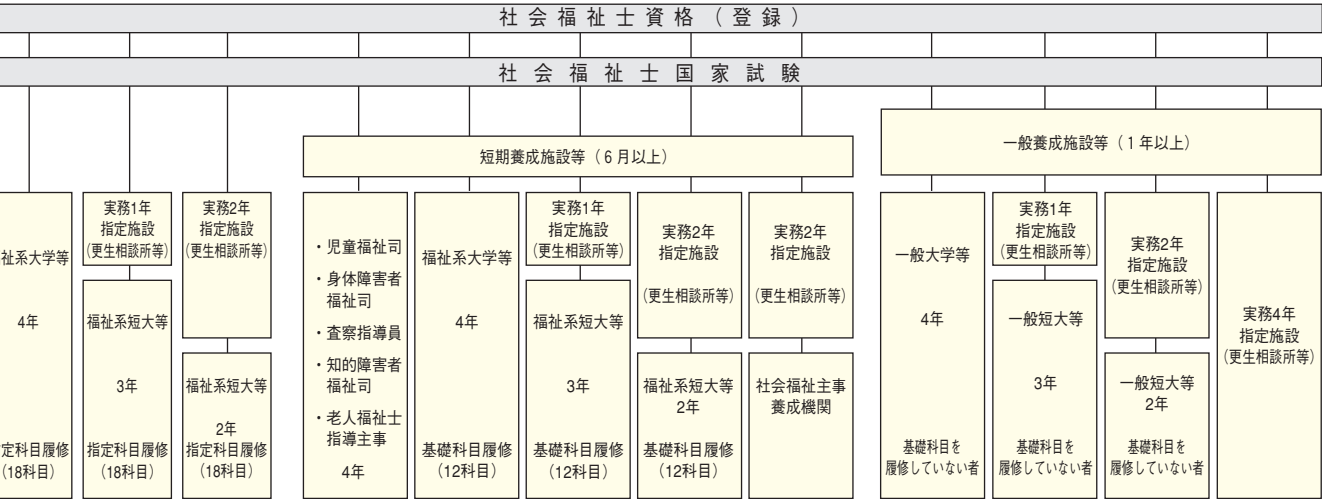 社会福祉士資格（登録）
社会福祉士国家試験
短期養成施設等（6月以上）
一般養成施設等（1年以上）
祉系大学等
4年
定科目履修
（18科目）
実務1年
指定施設
（更生相談所等）
福祉系短大等
3年
指定科目履修
（18科目）
実務2年
指定施設
（更生相談所等）
福祉系短大等
2年
指定科目履修
（18科目）
・児童福祉司
・身体障害者
福祉司
・査察指導員
・知的障害者
福祉司
・老人福祉士
指導主事
4年
福祉系大学等
4年
基礎科目履修
（12科目）
実務1年
指定施設
（更生相談所等）
福祉系短大等
3年
基礎科目履修
（12科目）
実務2年
指定施設
（更生相談所等）
福祉系短大等
2年
基礎科目履修
（12科目）
実務2年
指定施設
（更生相談所等）
社会福祉主事
養成機関
一般大学等
4年
基礎科目を
履修していない者
実務1年
指定施設
（更生相談所等）
一般短大等
3年
基礎科目を
履修していない者
実務2年
指定施設
（更生相談所等）
一般短大等
2年
基礎科目を
履修していない者
実務4年
指定施設
（更生相談所等）